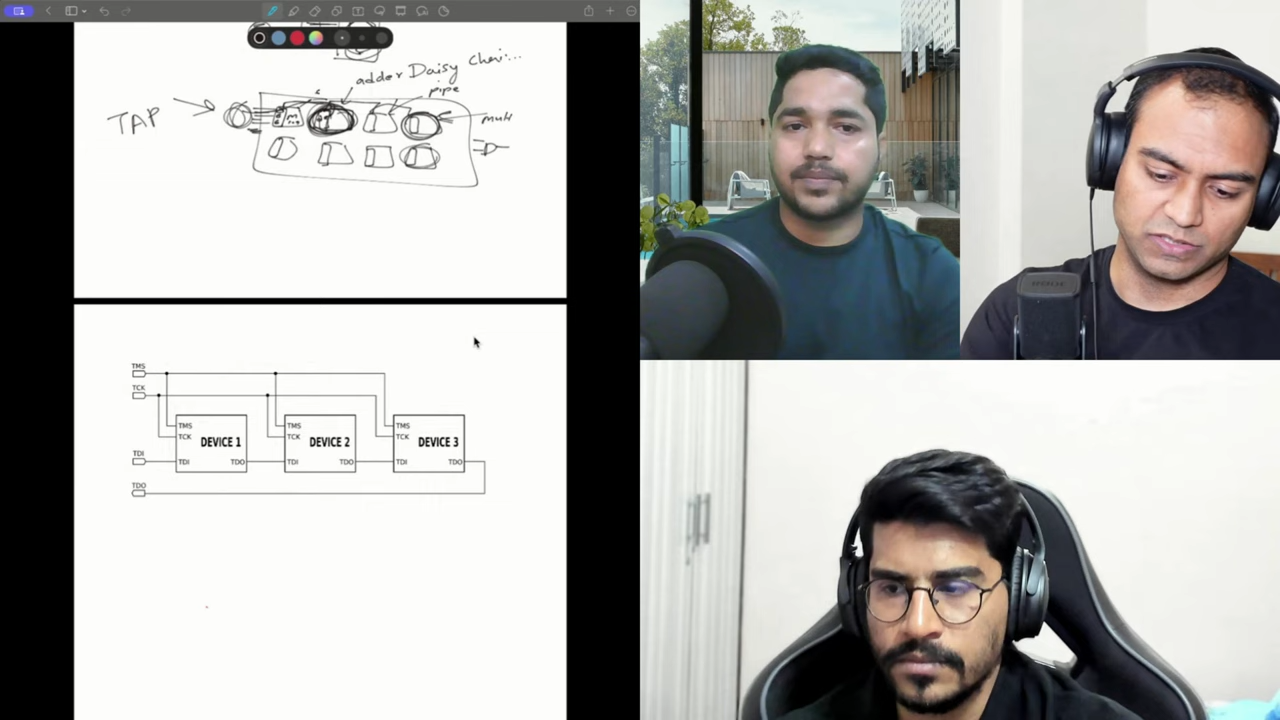 adder Daisy Chai...
pipe
TAP
mult
TMS
TCK
TMS
TCK
DEVICE 1
TDI
TDO
TMS
TCK
DEVICE 2
TDI
TDO
TMS
TCK
DEVICE 3
TDI
TDO
TDI
TDO